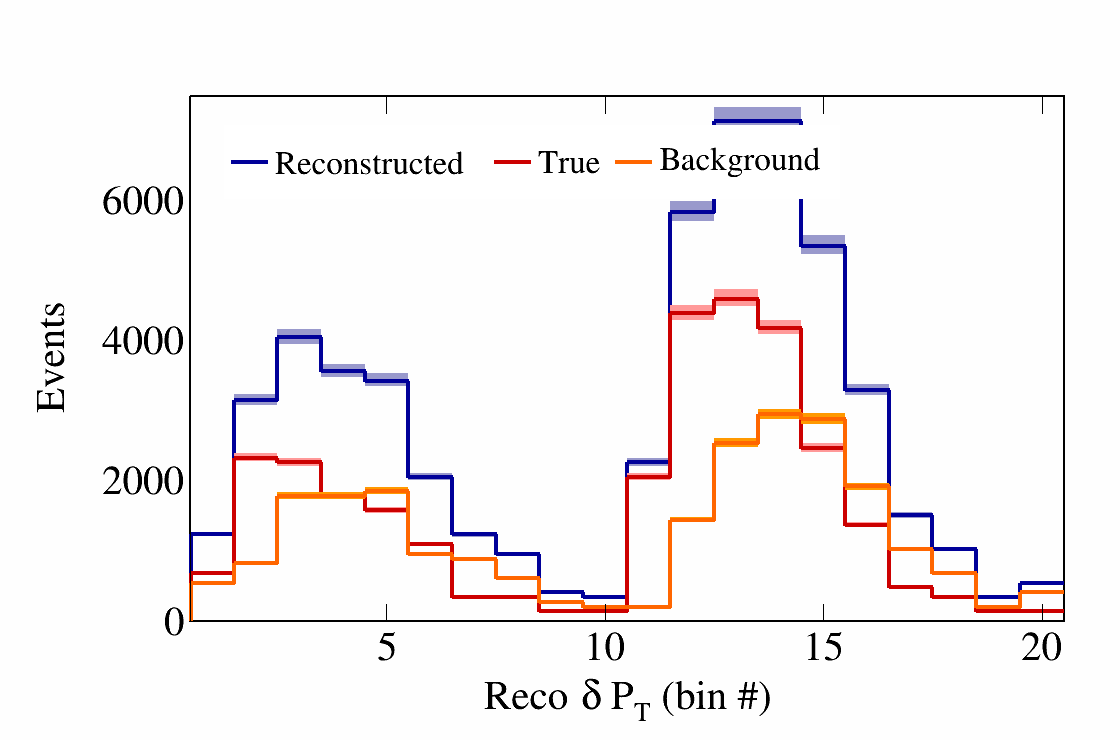 Reconstructed True Background
6000
4000
2000
0
Events
5 10 15 20
Reco δ P_T (bin #)